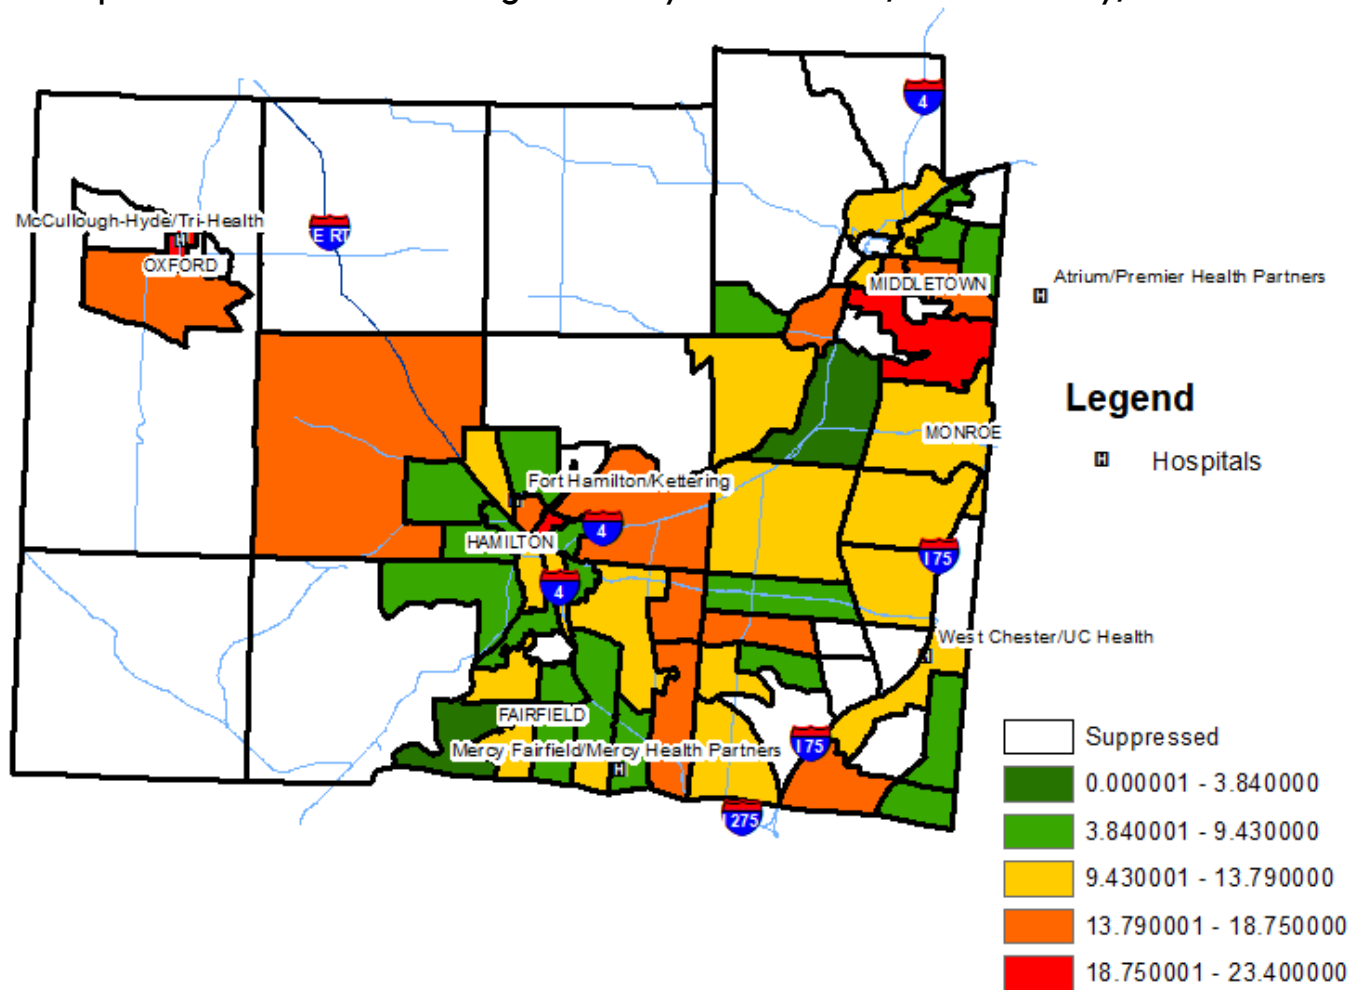 4
McCullough-Hyde/Tri-Health
E RT
OXFORD
MIDDLETOWN
Atrium/Premier Health Partners
Legend
MONROE
Hospitals
H
Fort Hamilton/Kettering
HAMILTON
4
I 75
4
West Chester/UC Health
FAIRFIELD
Mercy Fairfield/Mercy Health Partners
I 75
275
Suppressed
0.000001 - 3.840000
3.840001 - 9.430000
9.430001 - 13.790000
13.790001 - 18.750000
18.750001 - 23.400000